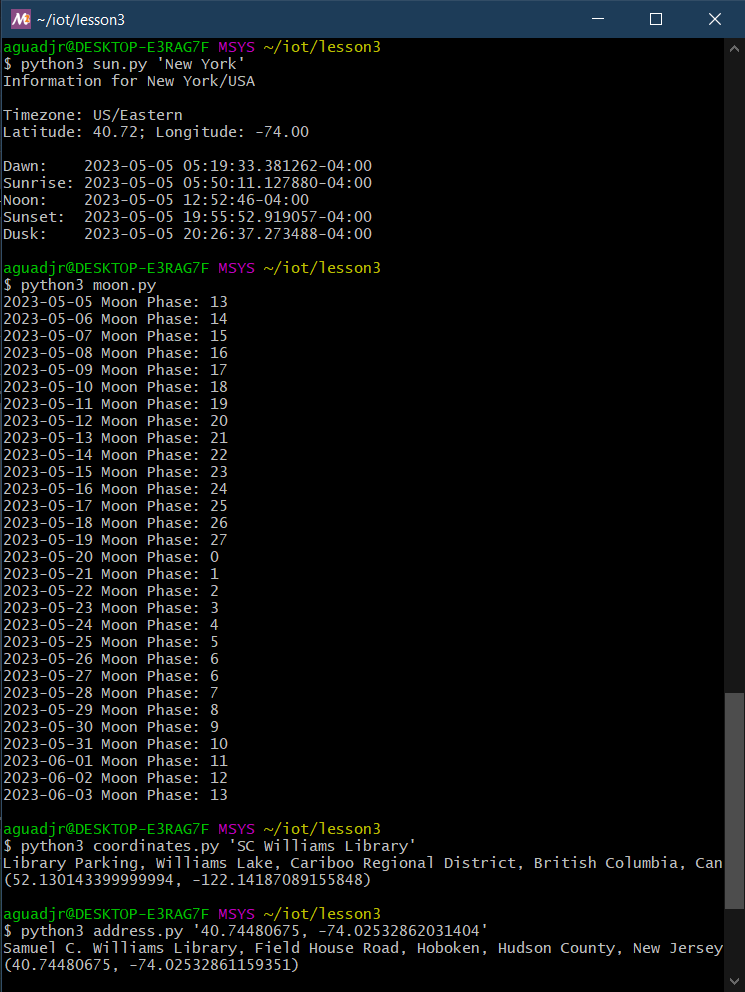 ~/iot/lesson3
aguadjr@DESKTOP-E3RAG7F MSYS ~/iot/lesson3
$ python3 sun.py 'New York'
Information for New York/USA
Timezone: US/Eastern
Latitude: 40.72; Longitude: -74.00
Dawn:    2023-05-05 05:19:33.381262-04:00
Sunrise: 2023-05-05 05:50:11.127880-04:00
Noon:    2023-05-05 12:52:46-04:00
Sunset:  2023-05-05 19:55:52.919057-04:00
Dusk:    2023-05-05 20:26:37.273488-04:00
aguadjr@DESKTOP-E3RAG7F MSYS ~/iot/lesson3
$ python3 moon.py
2023-05-05 Moon Phase: 13
2023-05-06 Moon Phase: 14
2023-05-07 Moon Phase: 15
2023-05-08 Moon Phase: 16
2023-05-09 Moon Phase: 17
2023-05-10 Moon Phase: 18
2023-05-11 Moon Phase: 19
2023-05-12 Moon Phase: 20
2023-05-13 Moon Phase: 21
2023-05-14 Moon Phase: 22
2023-05-15 Moon Phase: 23
2023-05-16 Moon Phase: 24
2023-05-17 Moon Phase: 25
2023-05-18 Moon Phase: 26
2023-05-19 Moon Phase: 27
2023-05-20 Moon Phase: 0
2023-05-21 Moon Phase: 1
2023-05-22 Moon Phase: 2
2023-05-23 Moon Phase: 3
2023-05-24 Moon Phase: 4
2023-05-25 Moon Phase: 5
2023-05-26 Moon Phase: 6
2023-05-27 Moon Phase: 6
2023-05-28 Moon Phase: 7
2023-05-29 Moon Phase: 8
2023-05-30 Moon Phase: 9
2023-05-31 Moon Phase: 10
2023-06-01 Moon Phase: 11
2023-06-02 Moon Phase: 12
2023-06-03 Moon Phase: 13
aguadjr@DESKTOP-E3RAG7F MSYS ~/iot/lesson3
$ python3 coordinates.py 'SC Williams Library'
Library Parking, Williams Lake, Cariboo Regional District, British Columbia, Can
(52.130143399999994, -122.14187089155848)
aguadjr@DESKTOP-E3RAG7F MSYS ~/iot/lesson3
$ python3 address.py '40.74480675, -74.02532862031404'
Samuel C. Williams Library, Field House Road, Hoboken, Hudson County, New Jersey
(40.74480675, -74.02532861159351)